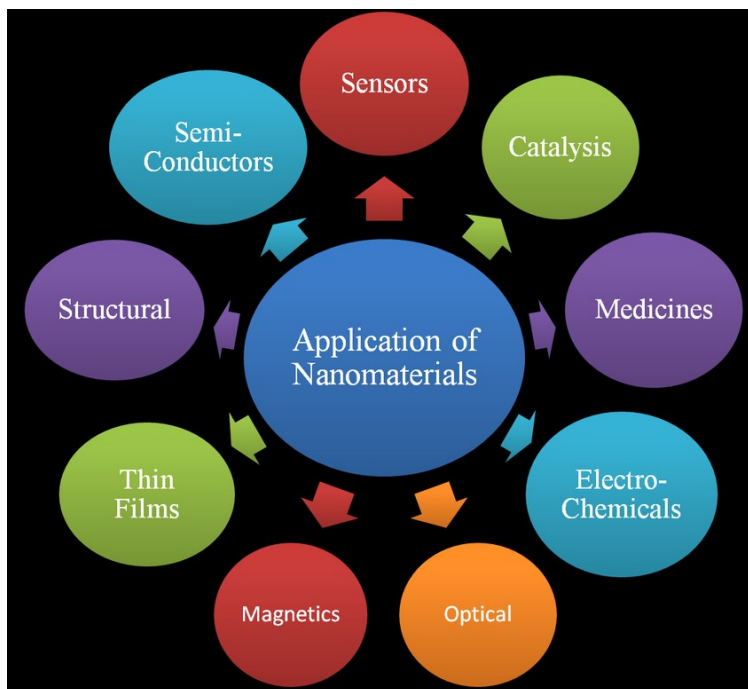 Sensors
Catalysis
Medicines
Electro-
Chemicals
Optical
Magnetics
Thin
Films
Structural
Semi-
Conductors
Application of
Nanomaterials